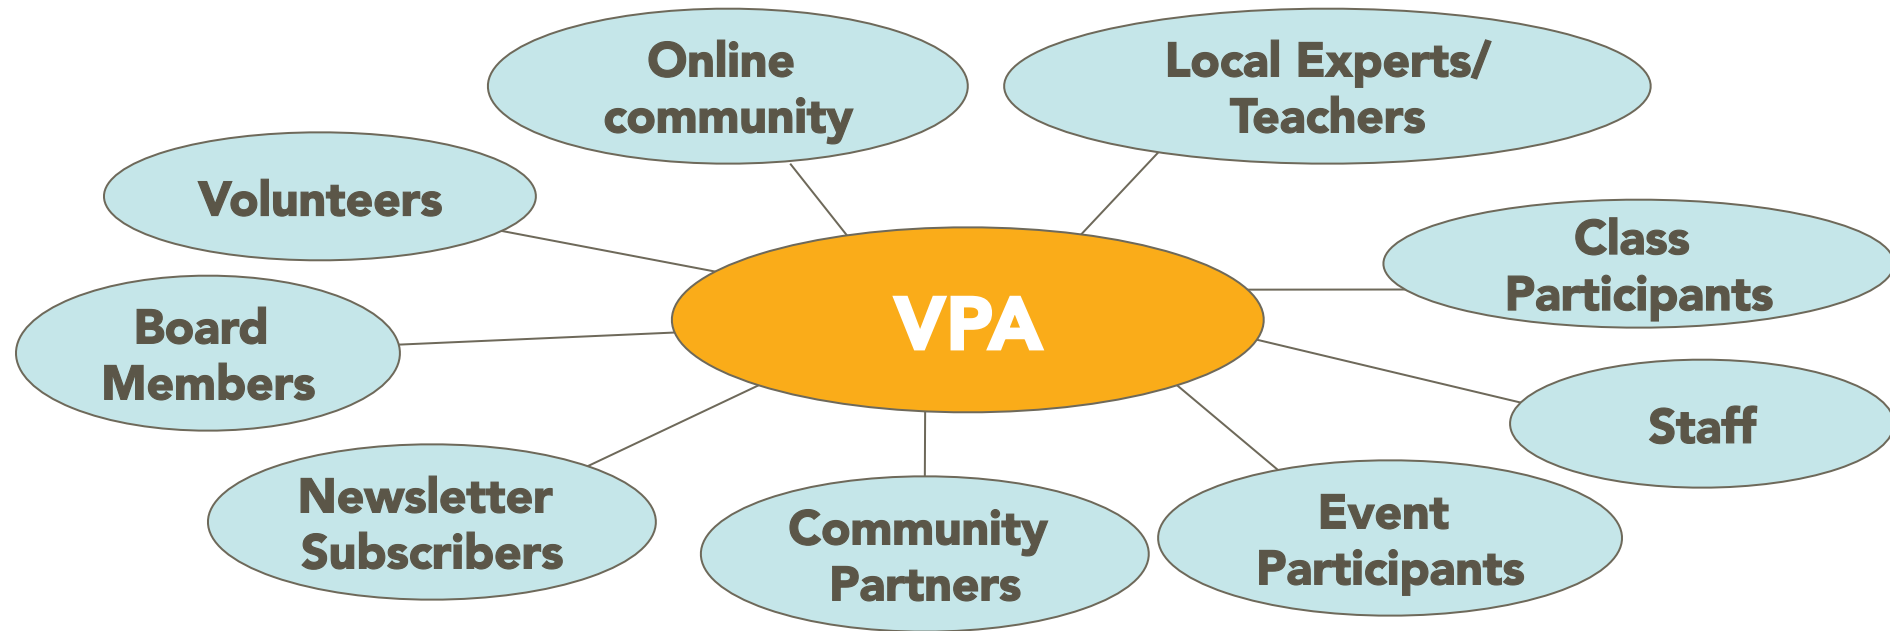 Online
community
Local Experts/
Teachers
Volunteers
Class
Participants
VPA
Board
Members
Staff
Newsletter
Subscribers
Community
Partners
Event
Participants